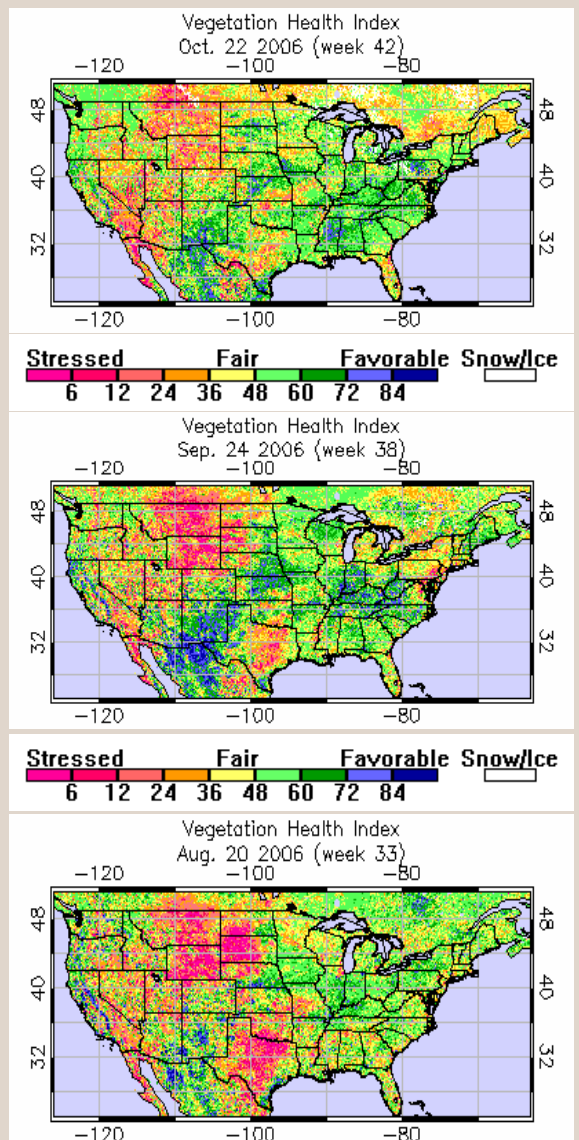 Vegetation Health Index
Oct. 22 2006 (week 42)
−120 −100 −80
48 48
40 40
32 32
−120 −100 −80
Stressed Fair Favorable Snow/Ice
6 12 24 36 48 60 72 84
Vegetation Health Index
Sep. 24 2006 (week 38)
−120 −100 −80
48 48
40 40
32 32
−120 −100 −80
Stressed Fair Favorable Snow/Ice
6 12 24 36 48 60 72 84
Vegetation Health Index
Aug. 20 2006 (week 33)
−120 −100 −80
48 48
40 40
32 32
−120 −100 −80